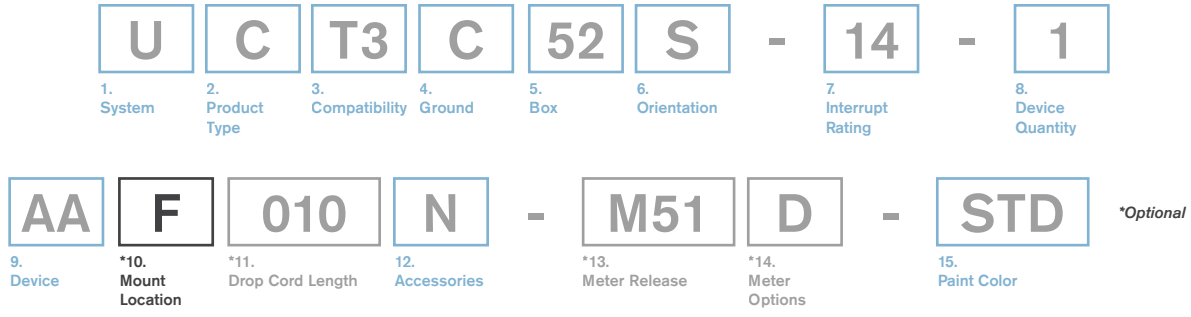 U C T3 C 52 S - 14 - 1
1. 2. 3. 4. 5. 6. 7. 8.
System Product Compatibility Ground Box Orientation Interrupt Device
Type Rating Quantity
AA F 010 N - M51 D - STD *Optional
9. *10. *11. 12. *13. *14. 15.
Device Mount Drop Cord Length Accessories Meter Release Meter Paint Color
Location Options